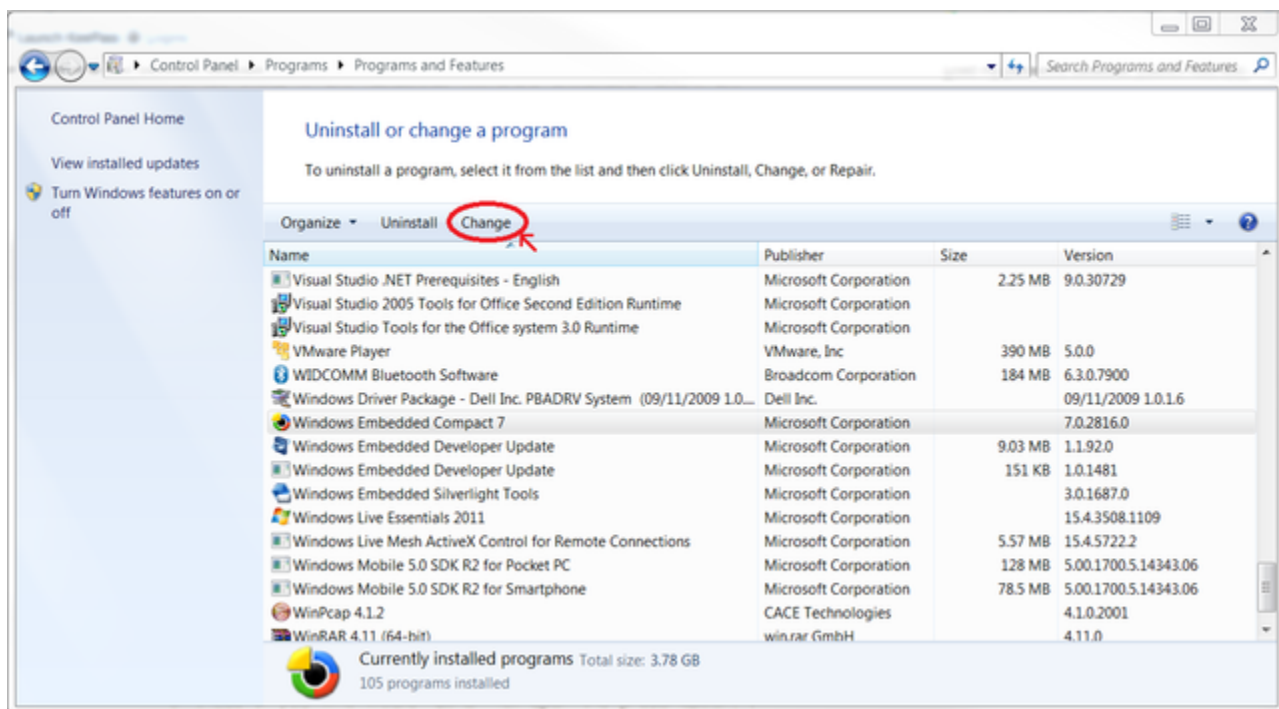 Control Panel Programs Programs and Features Search Programs and Features
Control Panel Home
View installed updates
Turn Windows features on or
off
Uninstall or change a program
To uninstall a program, select it from the list and then click Uninstall, Change, or Repair.
Organize Uninstall Change
Name Publisher Size Version
Visual Studio .NET Prerequisites - English Microsoft Corporation 2.25 MB 9.0.30729
Visual Studio 2005 Tools for Office Second Edition Runtime Microsoft Corporation
Visual Studio Tools for the Office system 3.0 Runtime Microsoft Corporation
VMware Player VMware, Inc 390 MB 5.0.0
WIDCOMM Bluetooth Software Broadcom Corporation 184 MB 6.3.0.7900
Windows Driver Package - Dell Inc. PBADRV System (09/11/2009 1.0.... Dell Inc. 09/11/2009 1.0.1.6
Windows Embedded Compact 7 Microsoft Corporation 7.0.2816.0
Windows Embedded Developer Update Microsoft Corporation 9.03 MB 1.1.92.0
Windows Embedded Developer Update Microsoft Corporation 151 KB 1.0.1481
Windows Embedded Silverlight Tools Microsoft Corporation 3.0.1687.0
Windows Live Essentials 2011 Microsoft Corporation 15.4.3508.1109
Windows Live Mesh ActiveX Control for Remote Connections Microsoft Corporation 5.57 MB 15.4.5722.2
Windows Mobile 5.0 SDK R2 for Pocket PC Microsoft Corporation 128 MB 5.00.1700.5.14343.06
Windows Mobile 5.0 SDK R2 for Smartphone Microsoft Corporation 78.5 MB 5.00.1700.5.14343.06
WinPcap 4.1.2 CACE Technologies 4.1.0.2001
WinRAR 4.11 (64-bit) win.rar GmbH 4.11.0
Currently installed programs Total size: 3.78 GB
105 programs installed